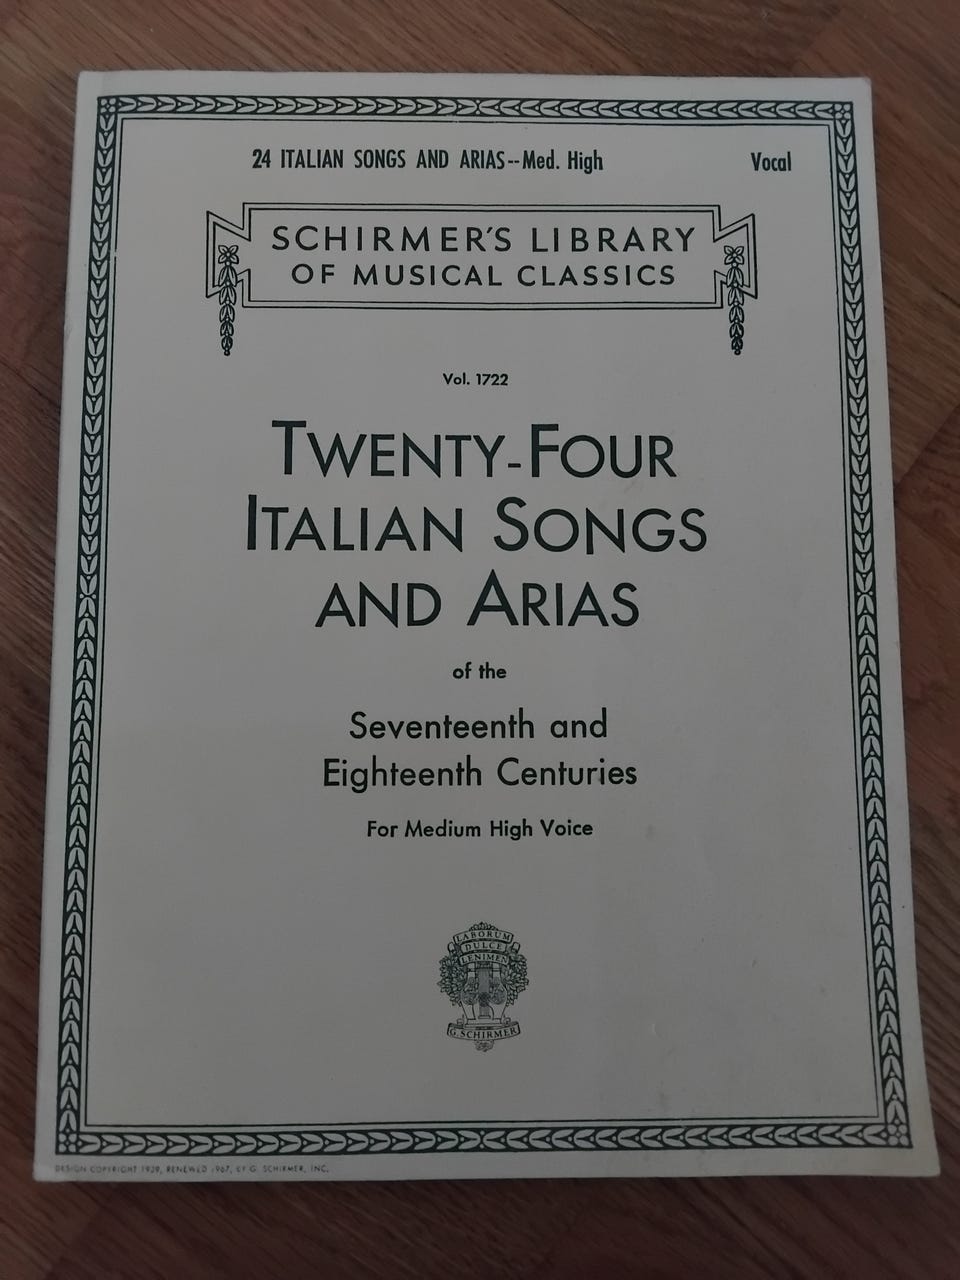 24 ITALIAN SONGS AND ARIAS--Med. High Vocal
SCHIRMER'S LIBRARY
OF MUSICAL CLASSICS
Vol. 1722
TWENTY-FOUR
ITALIAN SONGS
AND ARIAS
of the
Seventeenth and
Eighteenth Centuries
For Medium High Voice
LABORUM
DULCE
LENIMEN
G. SCHIRMER
DESIGN COPYRIGHT 1939, RENEWED 1967, BY G. SCHIRMER, INC.